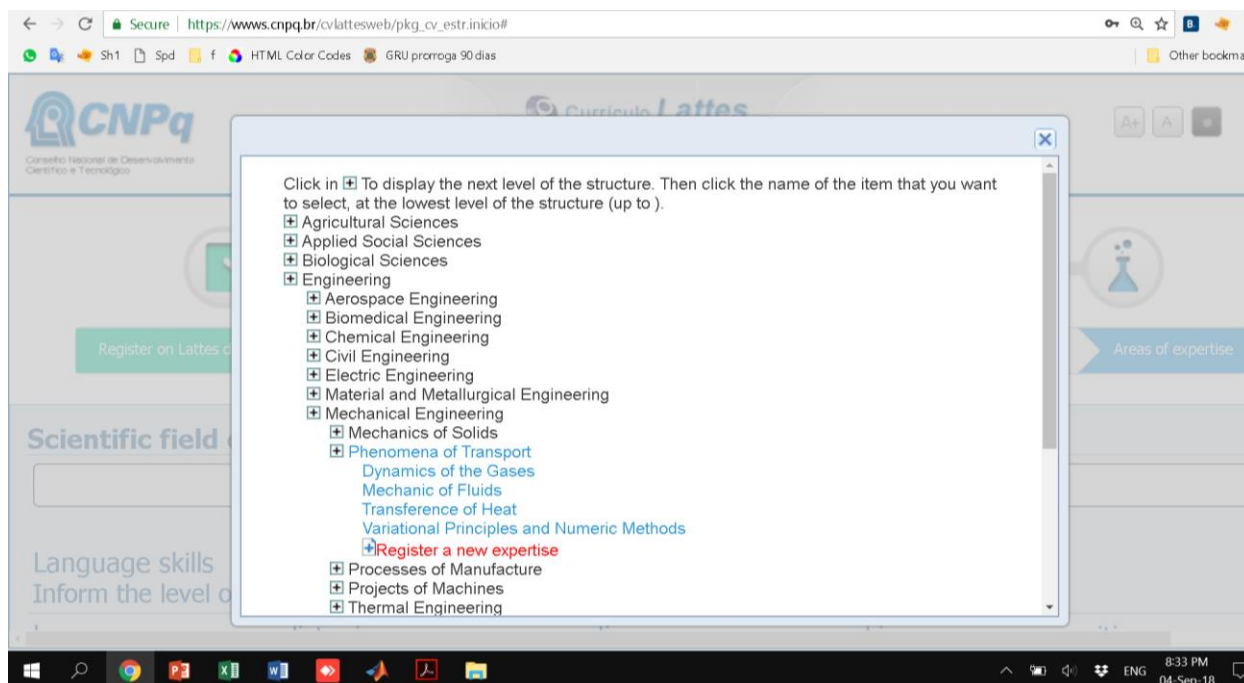 Secure | https://wwws.cnpq.br/cvlattesweb/pkg_cv_estr.inicio#
B.
Sh1 Spd f HTML Color Codes GRU prorroga 90 dias Other bookma
CNPq
Conselho Nacional de Desenvolvimento
Científico e Tecnológico
Currículo Lattes
A+ A
Click in + To display the next level of the structure. Then click the name of the item that you want
to select, at the lowest level of the structure (up to ).
Agricultural Sciences
Applied Social Sciences
Biological Sciences
Engineering
Aerospace Engineering
Biomedical Engineering
Chemical Engineering
Civil Engineering
Electric Engineering
Material and Metallurgical Engineering
Mechanical Engineering
Mechanics of Solids
Phenomena of Transport
Dynamics of the Gases
Mechanic of Fluids
Transference of Heat
Variational Principles and Numeric Methods
Register a new expertise
Processes of Manufacture
Projects of Machines
Thermal Engineering
Register on Lattes
Areas of expertise
Scientific field
Language skills
Inform the level o
ENG
8:33 PM
04-Sep-18